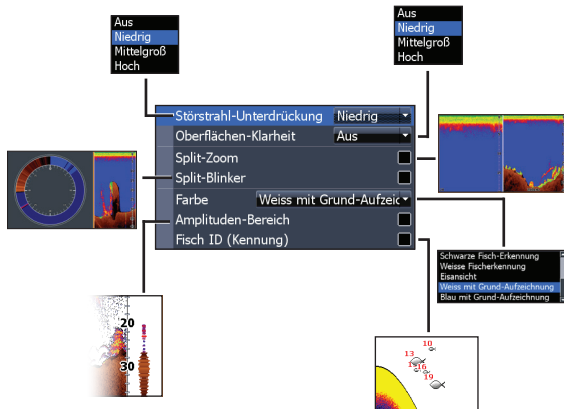 Aus
Niedrig
Mittelgroß
Hoch
Aus
Niedrig
Mittelgroß
Hoch
Störstrahl-Unterdrückung Niedrig
Oberflächen-Klarheit Aus
Split-Zoom
Split-Blinker
Farbe Weiss mit Grund-Aufzeic
Amplituden-Bereich
Fisch ID (Kennung)
Schwarze Fisch-Erkennung
Weisse Fischerkennung
Eisansicht
Weiss mit Grund-Aufzeichnung
Blau mit Grund-Aufzeichnung
20
30
10
13
16
19